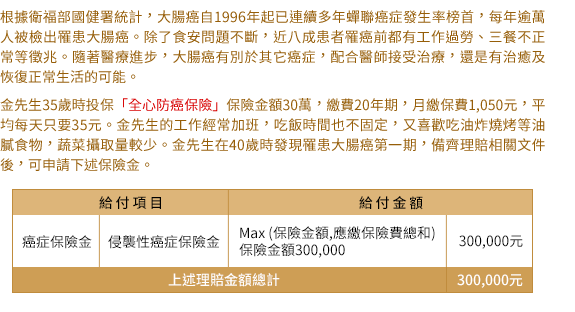 根據衛福部國健署統計，大腸癌自1996年起已連續多年蟬聯癌症發生率榜首，每年逾萬
人被檢出罹患大腸癌。除了食安問題不斷，近八成患者罹癌前都有工作過勞、三餐不正
常等徵兆。隨著醫療進步，大腸癌有別於其它癌症，配合醫師接受治療，還是有治癒及
恢復正常生活的可能。
金先生35歲時投保「全心防癌保險」保險金額30萬，繳費20年期，月繳保費1,050元，平
均每天只要35元。金先生的工作經常加班，吃飯時間也不固定，又喜歡吃油炸燒烤等油
膩食物，蔬菜攝取量較少。金先生在40歲時發現罹患大腸癌第一期，備齊理賠相關文件
後，可申請下述保險金。
給付項目 給付金額
癌症保險金 侵襲性癌症保險金 Max (保險金額,應繳保險費總和) 300,000元
保險金額300,000
上述理賠金額總計 300,000元